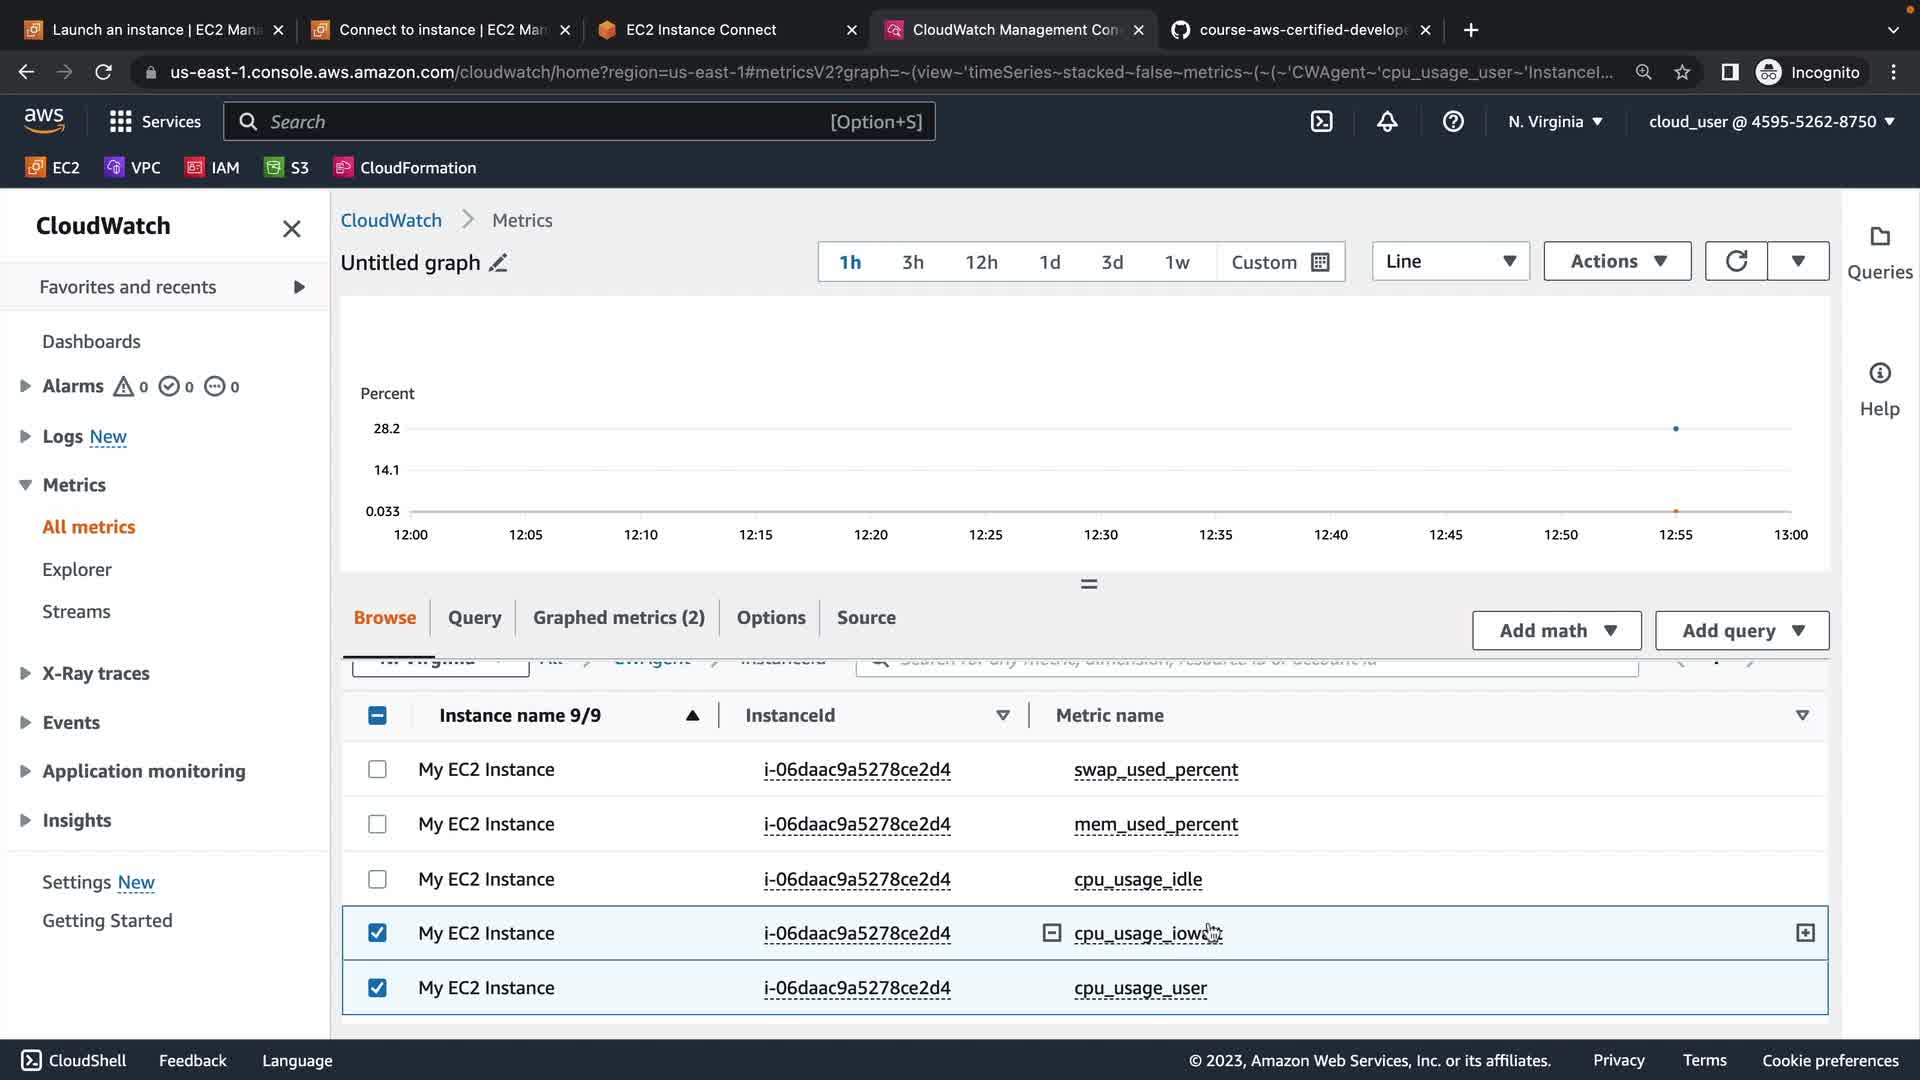 Launch an instance | EC2 Mana
Connect to instance | EC2 Man
EC2 Instance Connect
CloudWatch Management Con
course-aws-certified-develope
us-east-1.console.aws.amazon.com/cloudwatch/home?region=us-east-1#metricsV2?graph=~(view~'timeSeries~stacked~false~metrics~(~(~'CWAgent~'cpu_usage_user~'InstanceI...
Incognito
aws
Services
Search
[Option+S]
N. Virginia
cloud_user @ 4595-5262-8750
EC2
VPC
IAM
S3
CloudFormation
CloudWatch
Favorites and recents
Dashboards
Alarms 0 0 0
Logs New
Metrics
All metrics
Explorer
Streams
X-Ray traces
Events
Application monitoring
Insights
Settings New
Getting Started
CloudWatch > Metrics
Untitled graph
1h 3h 12h 1d 3d 1w Custom
Line
Actions
Queries
Help
Percent
28.2
14.1
0.033
12:00 12:05 12:10 12:15 12:20 12:25 12:30 12:35 12:40 12:45 12:50 12:55 13:00
Browse Query Graphed metrics (2) Options Source
Add math
Add query
Instance name 9/9 InstanceId Metric name
My EC2 Instance i-06daac9a5278ce2d4 swap_used_percent
My EC2 Instance i-06daac9a5278ce2d4 mem_used_percent
My EC2 Instance i-06daac9a5278ce2d4 cpu_usage_idle
My EC2 Instance i-06daac9a5278ce2d4
My EC2 Instance i-06daac9a5278ce2d4 cpu_usage_user
CloudShell Feedback Language
© 2023, Amazon Web Services, Inc. or its affiliates. Privacy Terms Cookie preferences